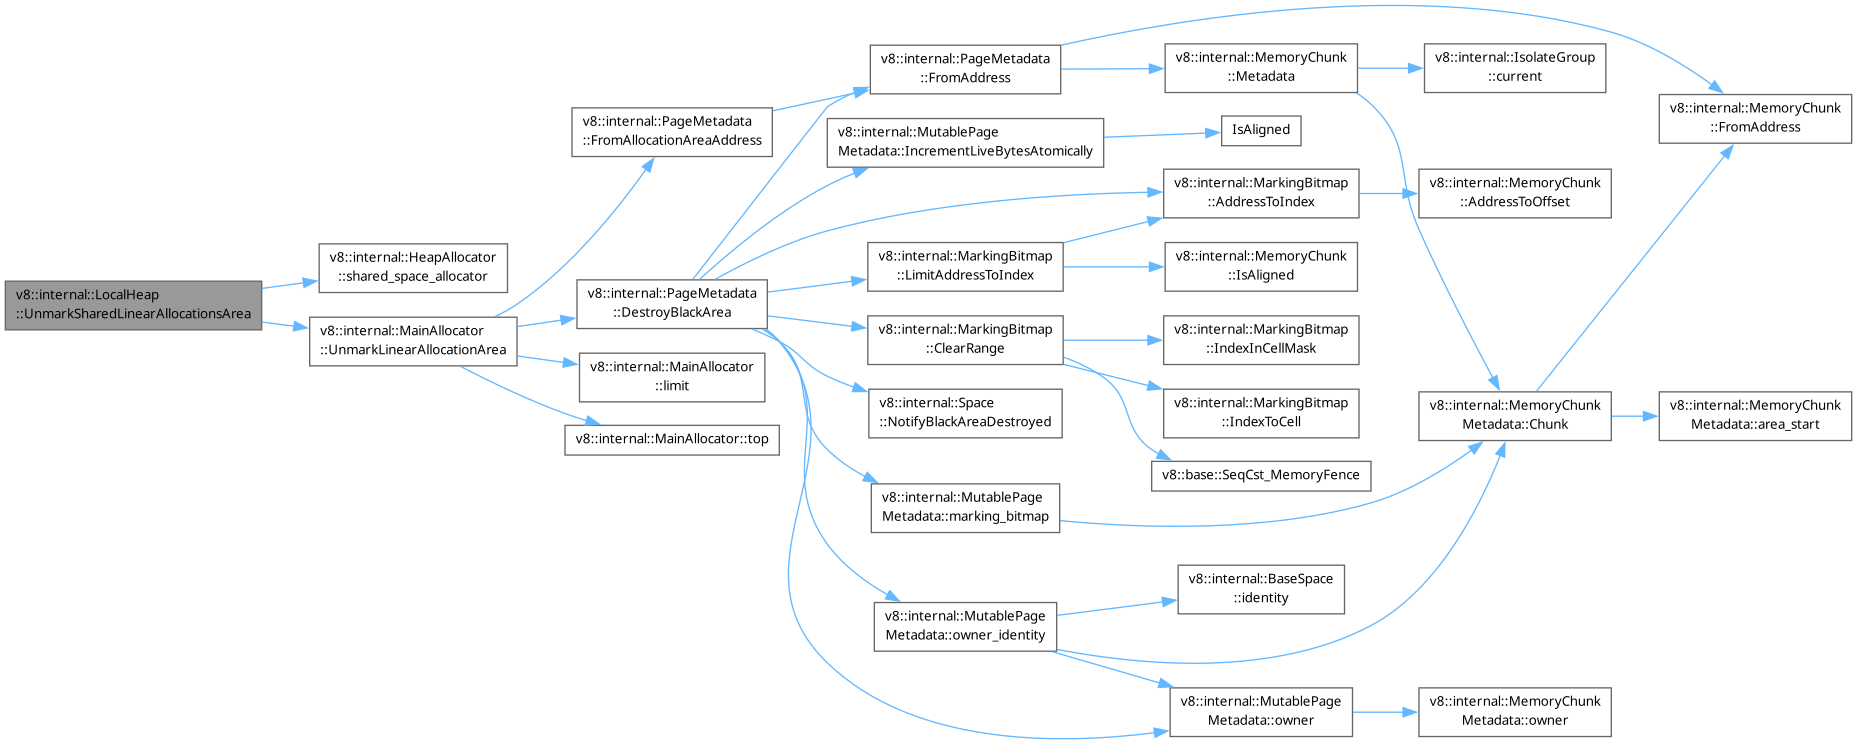 v8::internal::LocalHeap
::UnmarkSharedLinearAllocationsArea
v8::internal::HeapAllocator
::shared_space_allocator
v8::internal::MainAllocator
::UnmarkLinearAllocationArea
v8::internal::PageMetadata
::FromAllocationAreaAddress
v8::internal::PageMetadata
::DestroyBlackArea
v8::internal::MainAllocator
::limit
v8::internal::MainAllocator::top
v8::internal::PageMetadata
::FromAddress
v8::internal::MutablePage
Metadata::IncrementLiveBytesAtomically
v8::internal::MarkingBitmap
::LimitAddressToIndex
v8::internal::MarkingBitmap
::ClearRange
v8::internal::Space
::NotifyBlackAreaDestroyed
v8::internal::MutablePage
Metadata::marking_bitmap
v8::internal::MutablePage
Metadata::owner_identity
v8::internal::MemoryChunk
::Metadata
IsAligned
v8::internal::MarkingBitmap
::AddressToIndex
v8::internal::MemoryChunk
::IsAligned
v8::internal::MarkingBitmap
::IndexInCellMask
v8::internal::MarkingBitmap
::IndexToCell
v8::base::SeqCst_MemoryFence
v8::internal::BaseSpace
::identity
v8::internal::MutablePage
Metadata::owner
v8::internal::IsolateGroup
::current
v8::internal::MemoryChunk
::AddressToOffset
v8::internal::MemoryChunk
Metadata::Chunk
v8::internal::MemoryChunk
Metadata::owner
v8::internal::MemoryChunk
::FromAddress
v8::internal::MemoryChunk
Metadata::area_start